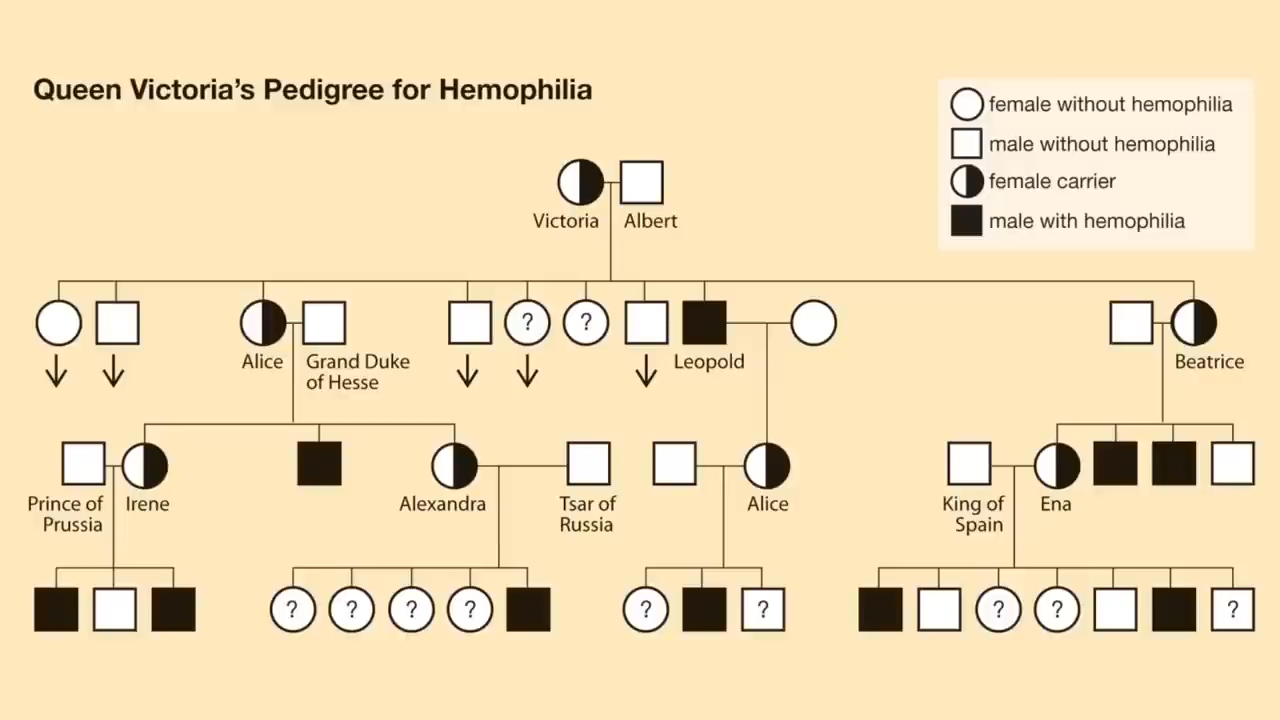 Queen Victoria's Pedigree for Hemophilia
female without hemophilia
male without hemophilia
female carrier
male with hemophilia
Victoria
Albert
?
?
Alice
Grand Duke
of Hesse
Leopold
Beatrice
Prince of
Prussia
Irene
Alexandra
Tsar of
Russia
Alice
King of
Spain
Ena
?
?
?
?
?
?
?
?
?